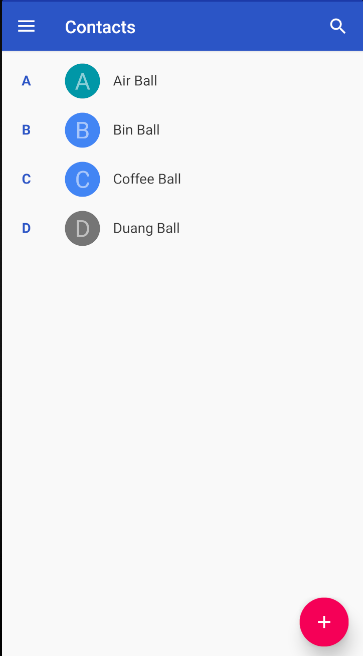 Contacts
A A Air Ball
B B Bin Ball
C C Coffee Ball
D D Duang Ball